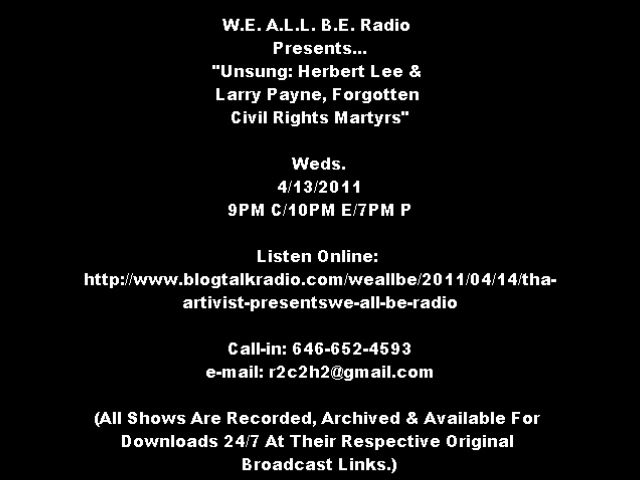 W.E. A.L.L. B.E. Radio
Presents...
"Unsung: Herbert Lee &
Larry Payne, Forgotten
Civil Rights Martyrs"
Weds.
4/13/2011
9PM C/10PM E/7PM P
Listen Online:
http://www.blogtalkradio.com/weallbe/2011/04/14/tha-
artivist-presentswe-all-be-radio
Call-in: 646-652-4593
e-mail: r2c2h2@gmail.com
(All Shows Are Recorded, Archived & Available For
Downloads 24/7 At Their Respective Original
Broadcast Links.)